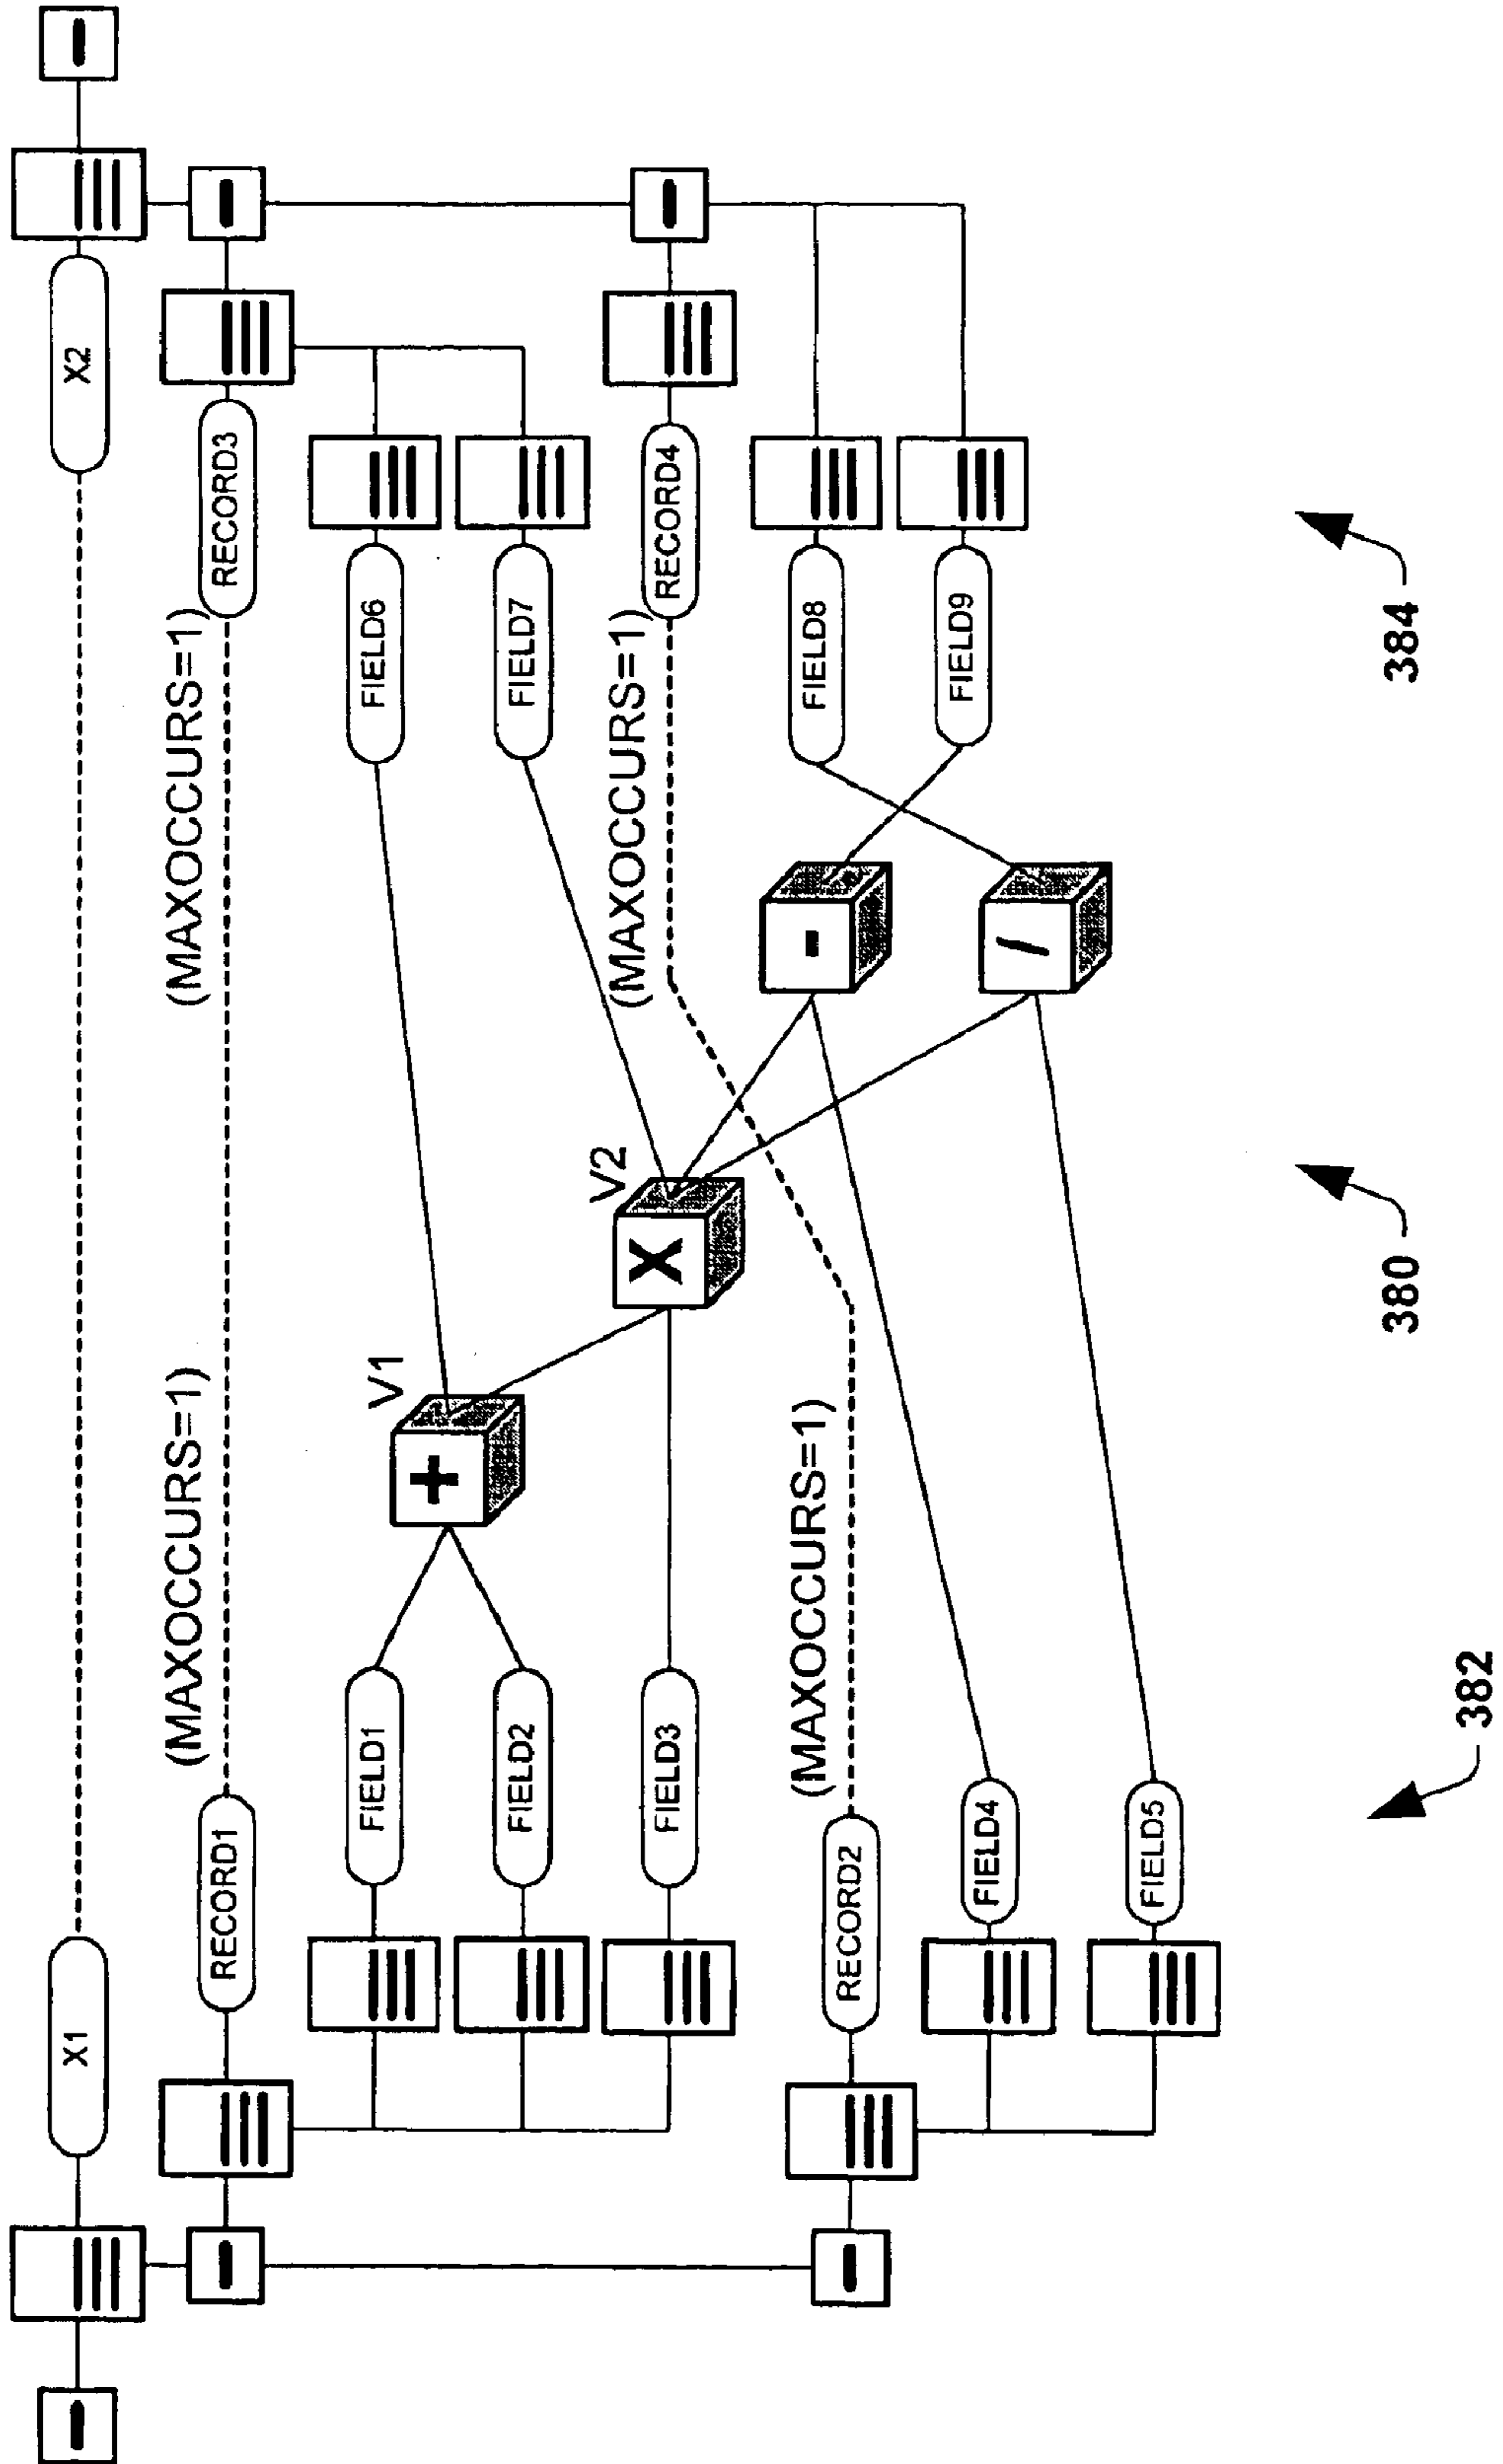 X1
X2
RECORD1
(MAXOCCURS=1)
(MAXOCCURS=1)
RECORD3
FIELD1
V1
+
FIELD6
FIELD2
FIELD7
FIELD3
V2
X
(MAXOCCURS=1)
RECORD4
RECORD2
(MAXOCCURS=1)
-
FIELD8
FIELD4
FIELD9
/
FIELD5
382
380
384